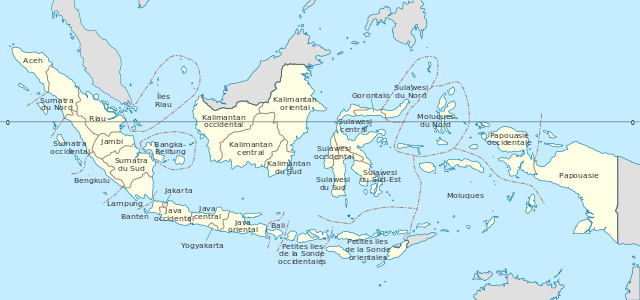 Aceh
Sumatra
du Nord
Îles
Riau
Riau
Sumatra
occidental
Jambi
Bangka-
Belitung
Sumatra
du Sud
Bengkulu
Lampung
Jakarta
Banten
Java
occidental
Java
central
Yogyakarta
Java
oriental
Bali
Petites îles
de la Sonde
occidentales
Petites îles
de la Sonde
orientales
Kalimantan
occidental
Kalimantan
oriental
Kalimantan
central
Kalimantan
du Sud
Gorontalo
Sulawesi
du Nord
Sulawesi
central
Sulawesi
occidental
Sulawesi
du Sud
Sulawesi
du Sud-Est
Moluques
du Nord
Moluques
Papouasie
occidentale
Papouasie
0
0